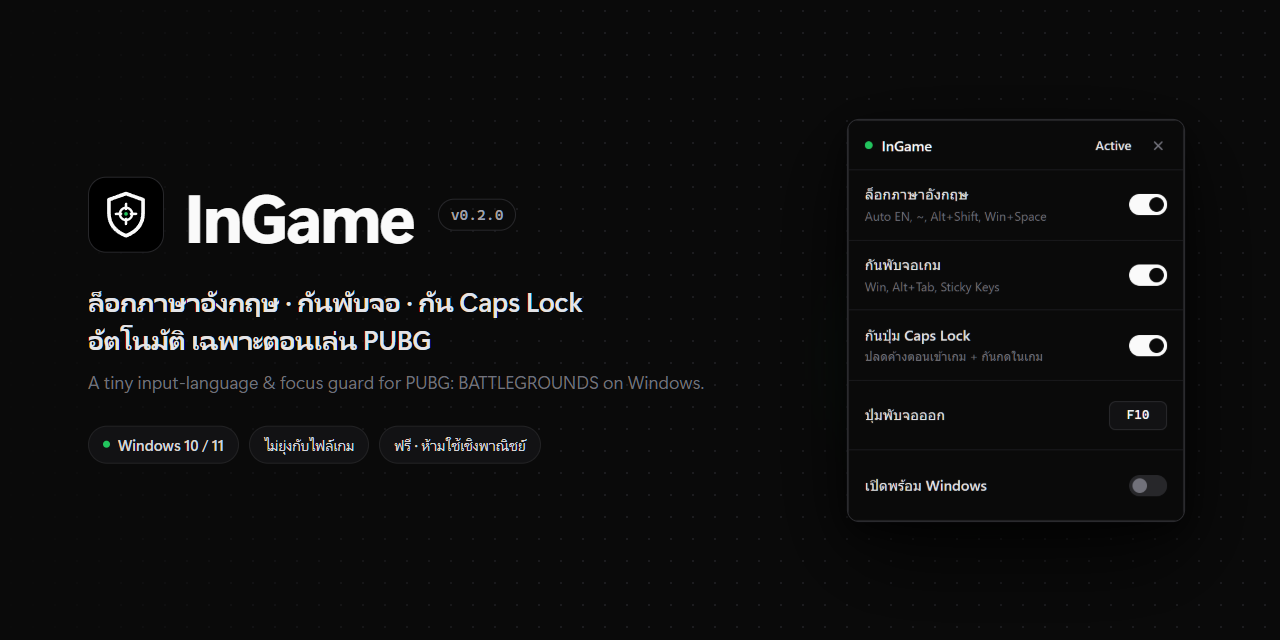 InGame
v0.2.0
ล็อกภาษาอังกฤษ · กันพับจอ · กัน Caps Lock
อัตโนมัติ เฉพาะตอนเล่น PUBG
A tiny input-language & focus guard for PUBG: BATTLEGROUNDS on Windows.
Windows 10 / 11
ไม่ยุ่งกับไฟล์เกม
ฟรี · ห้ามใช้เชิงพาณิชย์
InGame
Active
ล็อกภาษาอังกฤษ
Auto EN, ~, Alt+Shift, Win+Space
กันพับจอเกม
Win, Alt+Tab, Sticky Keys
กันปุ่ม Caps Lock
ปลดค้างตอนเข้าเกม + กันกดในเกม
ปุ่มพับจอออก
F10
เปิดพร้อม Windows